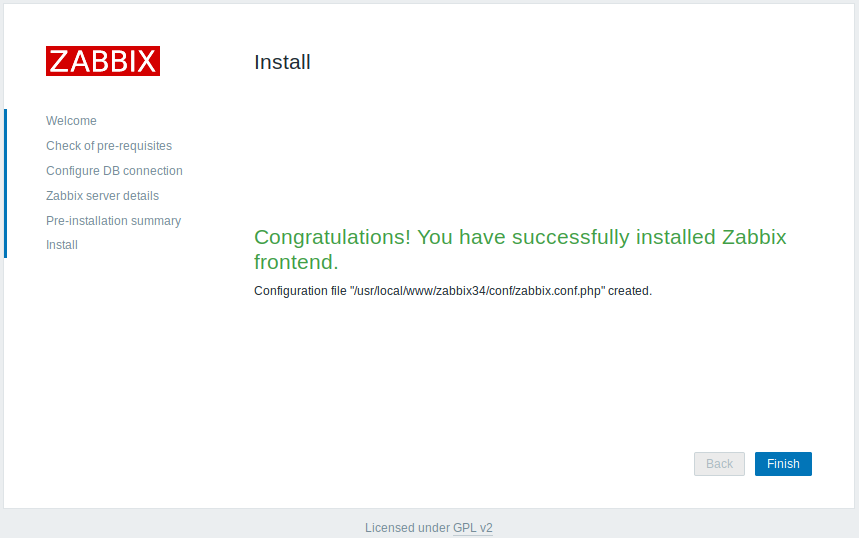 ZABBIX
Install
Welcome
Check of pre-requisites
Configure DB connection
Zabbix server details
Pre-installation summary
Install
Congratulations! You have successfully installed Zabbix
frontend.
Configuration file "/usr/local/www/zabbix34/conf/zabbix.conf.php" created.
Back
Finish
Licensed under GPL v2